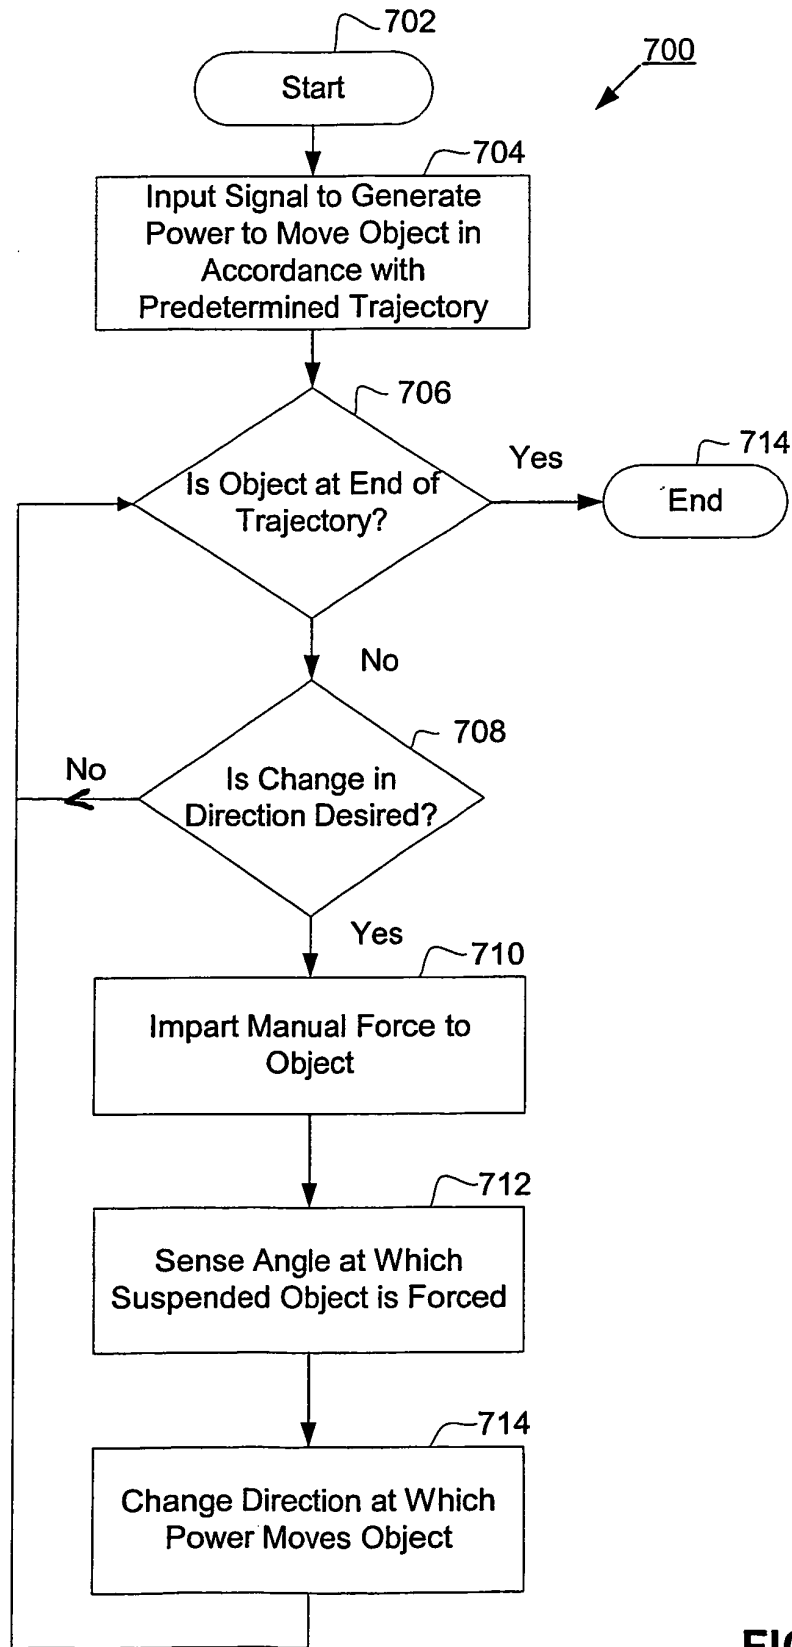 702
700
Start
704
Input Signal to Generate
Power to Move Object in
Accordance with
Predetermined Trajectory
706
Yes
714
Is Object at End of
Trajectory?
End
No
708
No
Is Change in
Direction Desired?
Yes
710
Impart Manual Force to
Object
712
Sense Angle at Which
Suspended Object is Forced
714
Change Direction at Which
Power Moves Object